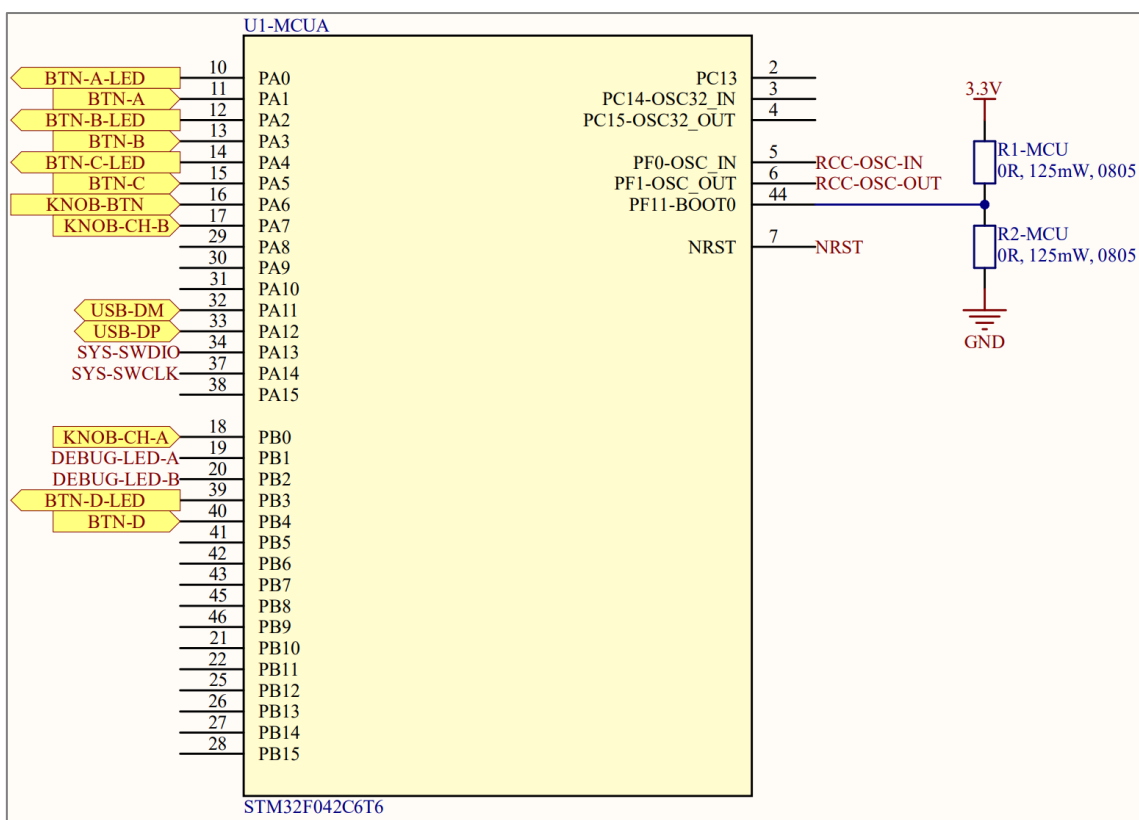 U1-MCUA
BTN-A-LED 10 PA0
BTN-A 11 PA1
BTN-B-LED 12 PA2
BTN-B 13 PA3
BTN-C-LED 14 PA4
BTN-C 15 PA5
KNOB-BTN 16 PA6
KNOB-CH-B 17 PA7
29 PA8
30 PA9
31 PA10
USB-DM 32 PA11
USB-DP 33 PA12
SYS-SWDIO 34 PA13
SYS-SWCLK 37 PA14
38 PA15
KNOB-CH-A 18 PB0
DEBUG-LED-A 19 PB1
DEBUG-LED-B 20 PB2
BTN-D-LED 39 PB3
BTN-D 40 PB4
41 PB5
42 PB6
43 PB7
45 PB8
46 PB9
21 PB10
22 PB11
25 PB12
26 PB13
27 PB14
28 PB15
PC13 2
PC14-OSC32_IN 3
PC15-OSC32_OUT 4
PF0-OSC_IN 5 RCC-OSC-IN
PF1-OSC_OUT 6 RCC-OSC-OUT
PF11-BOOT0 44
NRST 7 NRST
3.3V
R1-MCU
0R, 125mW, 0805
R2-MCU
0R, 125mW, 0805
GND
STM32F042C6T6